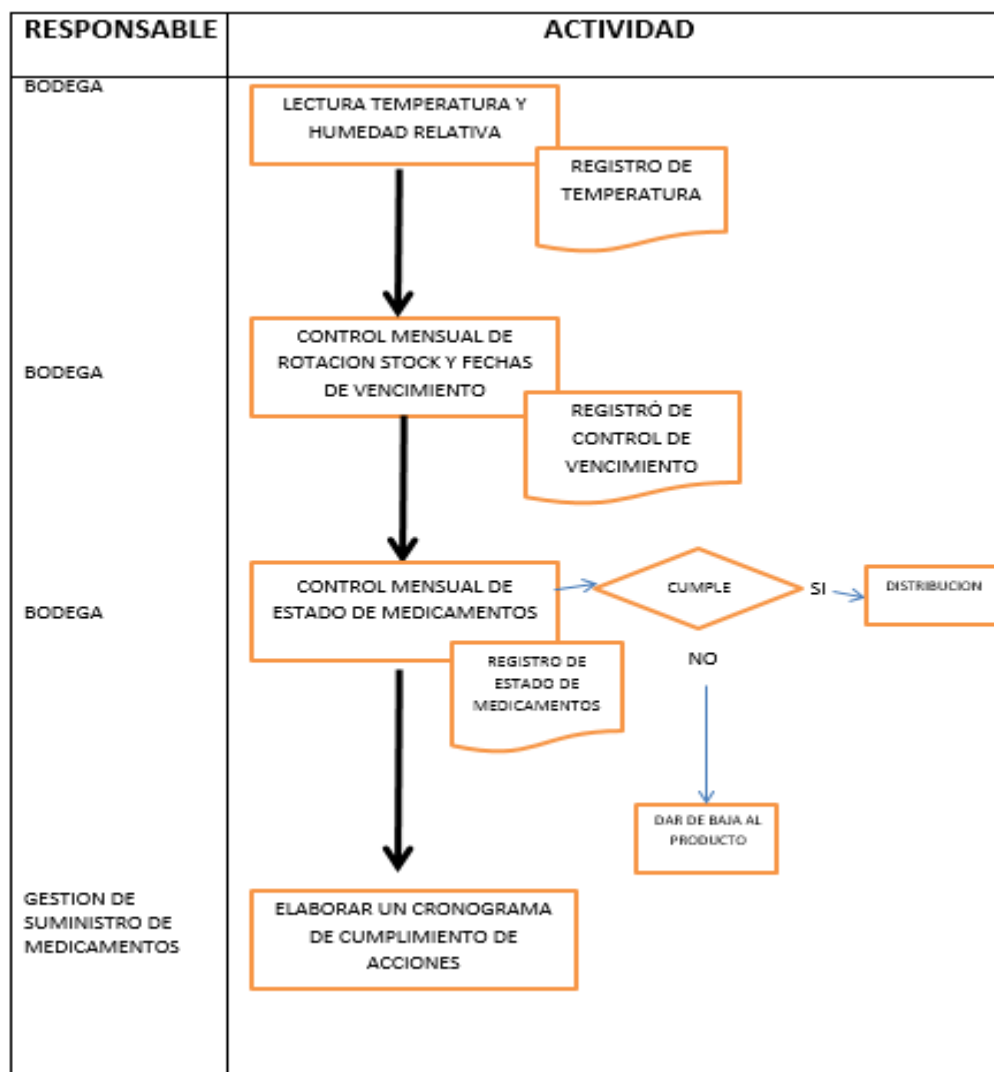 RESPONSABLE
ACTIVIDAD
BODEGA
LECTURA TEMPERATURA Y
HUMEDAD RELATIVA
REGISTRO DE
TEMPERATURA
BODEGA
CONTROL MENSUAL DE
ROTACION STOCK Y FECHAS
DE VENCIMIENTO
REGISTRÓ DE
CONTROL DE
VENCIMIENTO
BODEGA
CONTROL MENSUAL DE
ESTADO DE MEDICAMENTOS
CUMPLE
SI
DISTRIBUCION
REGISTRO DE
ESTADO DE
MEDICAMENTOS
NO
DAR DE BAJA AL
PRODUCTO
GESTION DE
SUMINISTRO DE
MEDICAMENTOS
ELABORAR UN CRONOGRAMA
DE CUMPLIMIENTO DE
ACCIONES